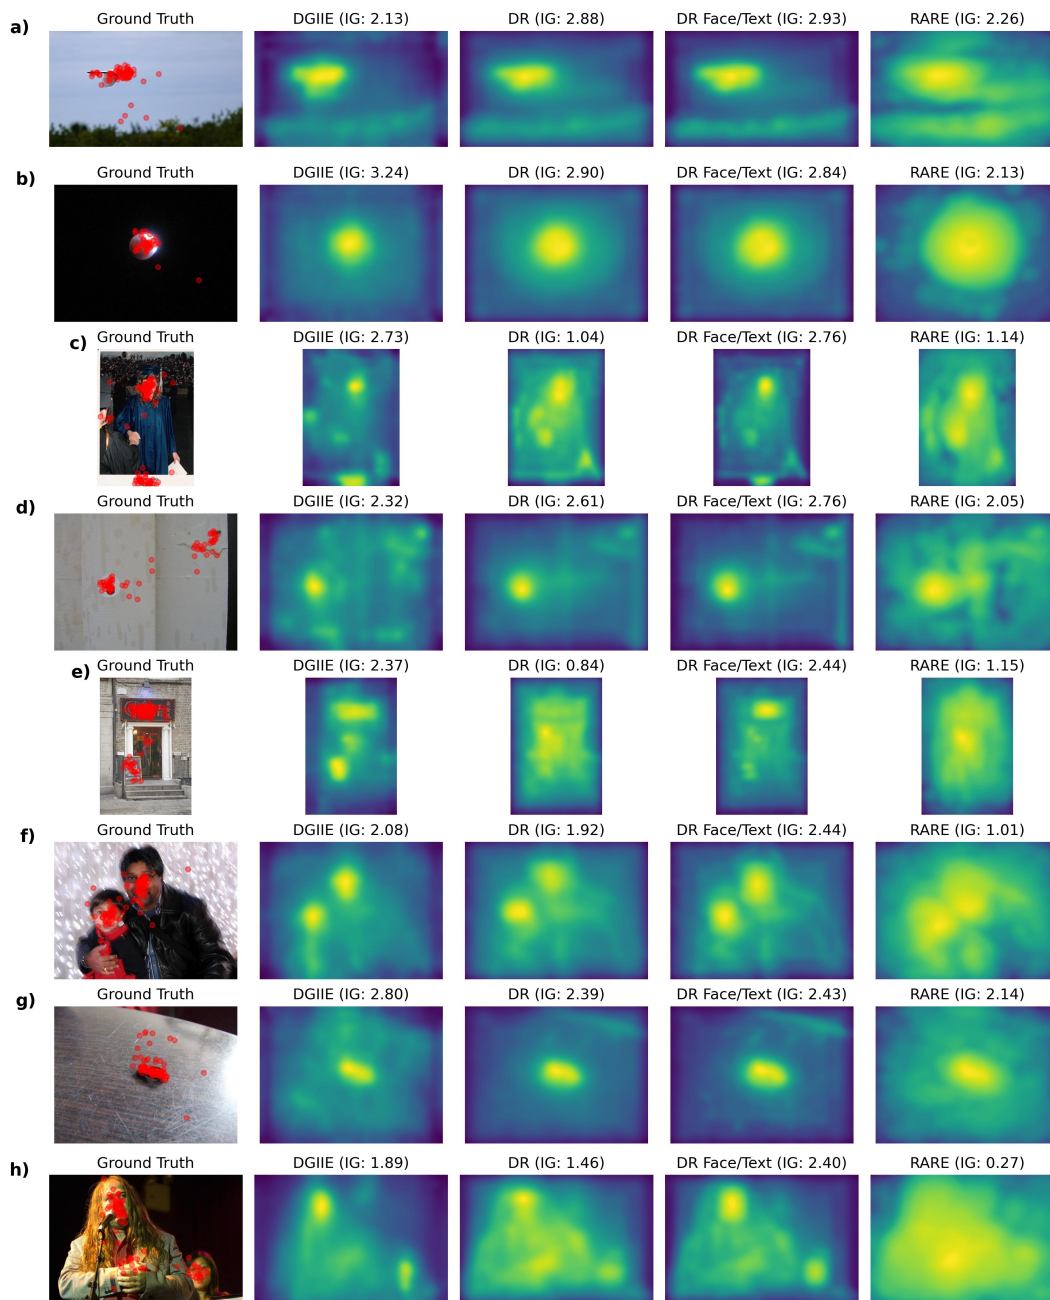 a) Ground Truth DGIIE (IG: 2.13) DR (IG: 2.88) DR Face/Text (IG: 2.93) RARE (IG: 2.26)
b) Ground Truth DGIIE (IG: 3.24) DR (IG: 2.90) DR Face/Text (IG: 2.84) RARE (IG: 2.13)
c) Ground Truth DGIIE (IG: 2.73) DR (IG: 1.04) DR Face/Text (IG: 2.76) RARE (IG: 1.14)
d) Ground Truth DGIIE (IG: 2.32) DR (IG: 2.61) DR Face/Text (IG: 2.76) RARE (IG: 2.05)
e) Ground Truth DGIIE (IG: 2.37) DR (IG: 0.84) DR Face/Text (IG: 2.44) RARE (IG: 1.15)
f) Ground Truth DGIIE (IG: 2.08) DR (IG: 1.92) DR Face/Text (IG: 2.44) RARE (IG: 1.01)
g) Ground Truth DGIIE (IG: 2.80) DR (IG: 2.39) DR Face/Text (IG: 2.43) RARE (IG: 2.14)
h) Ground Truth DGIIE (IG: 1.89) DR (IG: 1.46) DR Face/Text (IG: 2.40) RARE (IG: 0.27)